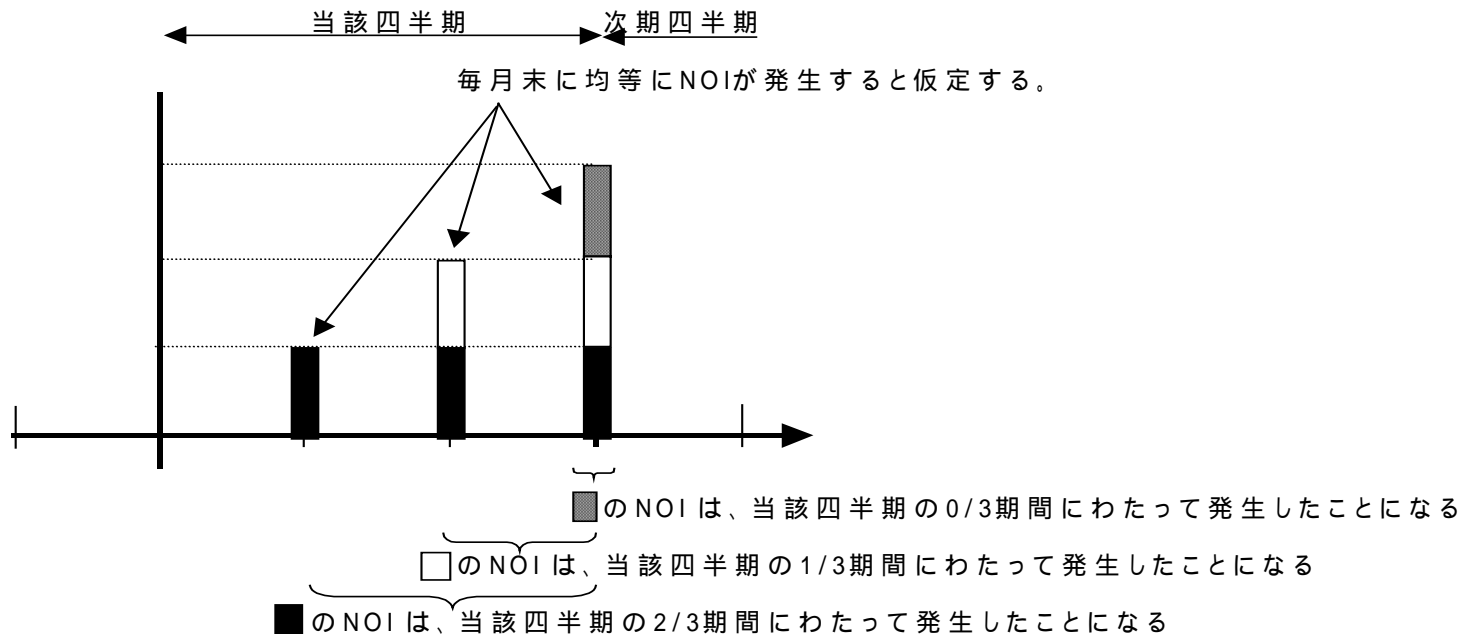 当該四半期
次期四半期
毎月末に均等にNOIが発生すると仮定する。
のNOIは、当該四半期の0/3期間にわたって発生したことになる
のNOIは、当該四半期の1/3期間にわたって発生したことになる
のNOIは、当該四半期の2/3期間にわたって発生したことになる